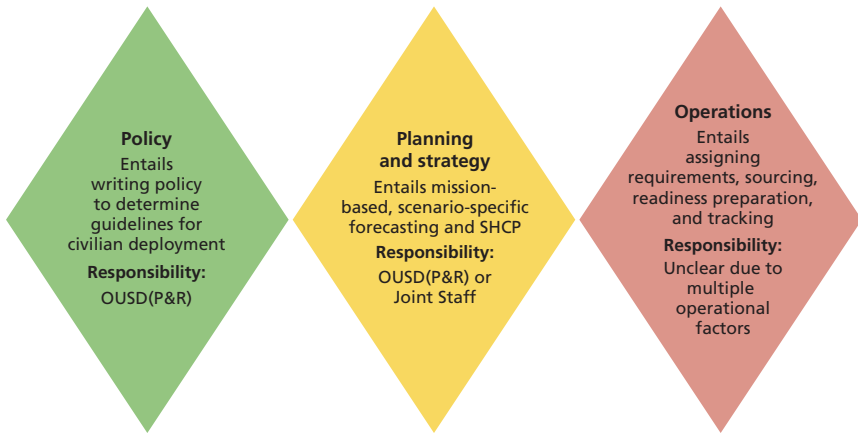 Policy
Entails
writing policy
to determine
guidelines for
civilian deployment
Responsibility:
OUSD(P&R)
Planning
and strategy
Entails mission-
based, scenario-specific
forecasting and SHCP
Responsibility:
OUSD(P&R) or
Joint Staff
Operations
Entails
assigning
requirements, sourcing,
readiness preparation,
and tracking
Responsibility:
Unclear due to
multiple
operational
factors